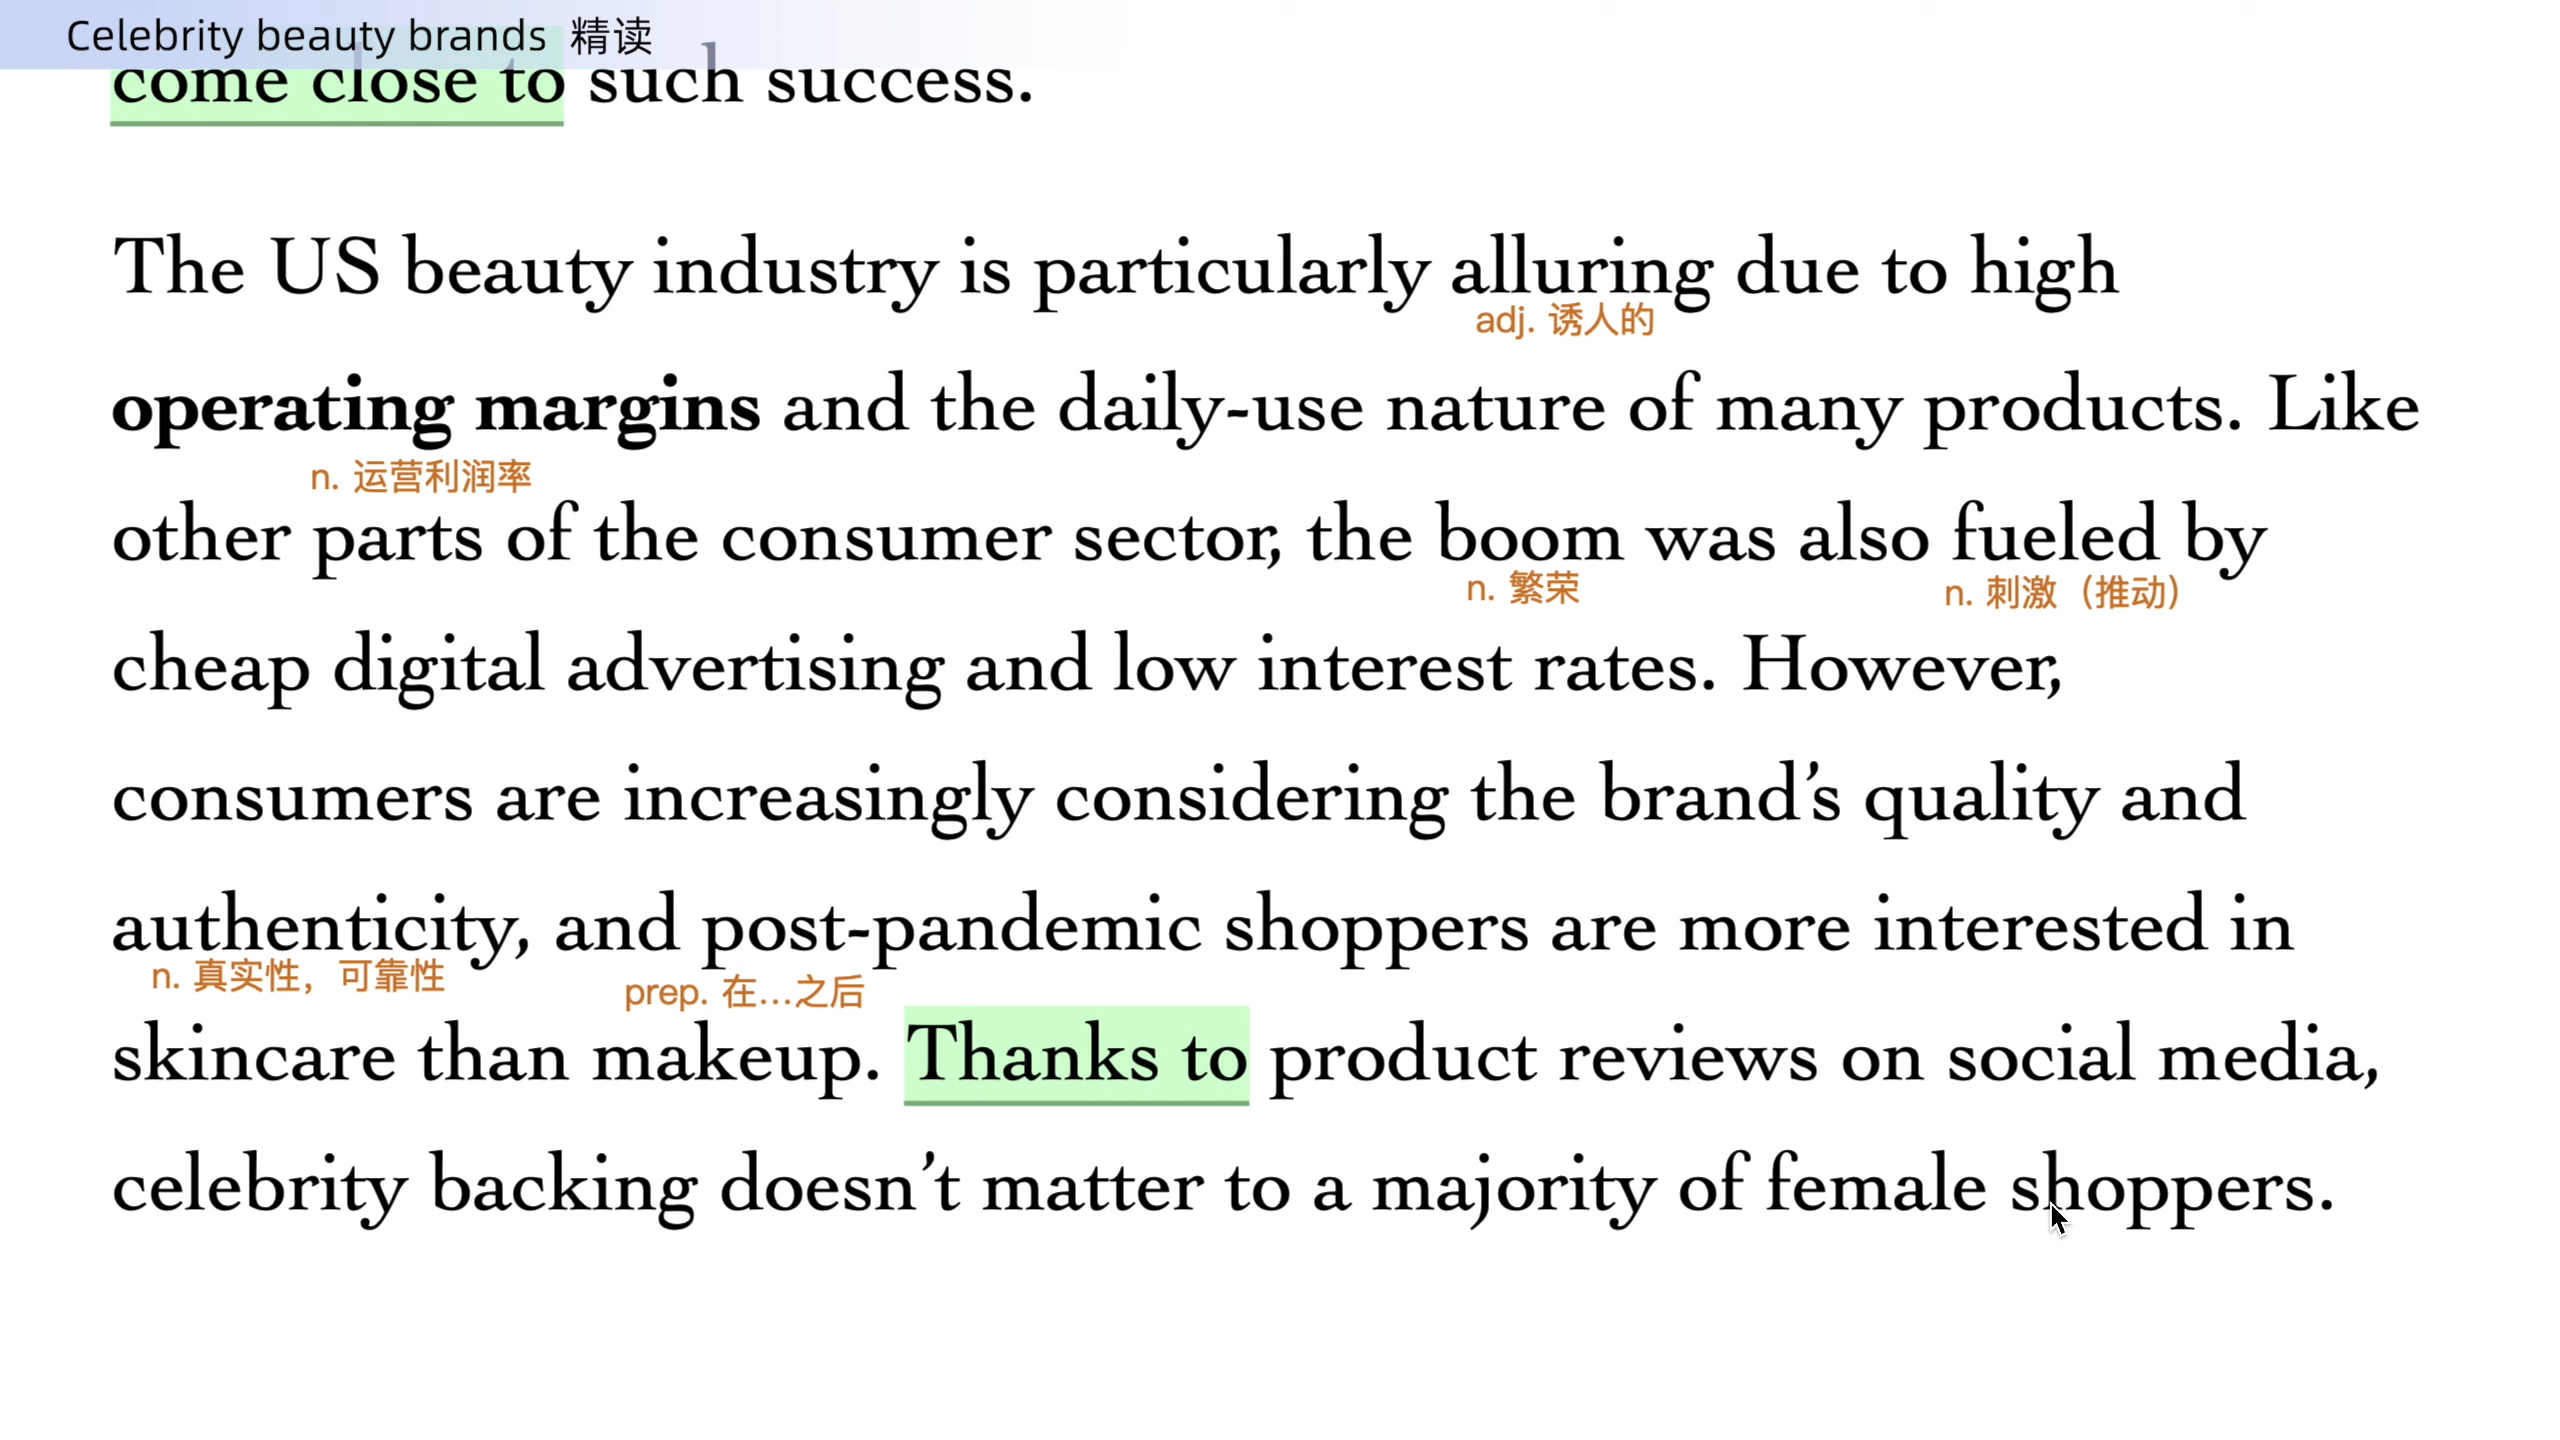 Celebrity beauty brands 精读
come close to such success.
The US beauty industry is particularly alluring due to high
adj. 诱人的
operating margins and the daily-use nature of many products. Like
n. 运营利润率
other parts of the consumer sector, the boom was also fueled by
n. 繁荣
n. 刺激（推动）
cheap digital advertising and low interest rates. However,
consumers are increasingly considering the brand’s quality and
authenticity, and post-pandemic shoppers are more interested in
n. 真实性，可靠性
prep. 在…之后
skincare than makeup. Thanks to product reviews on social media,
celebrity backing doesn’t matter to a majority of female shoppers.